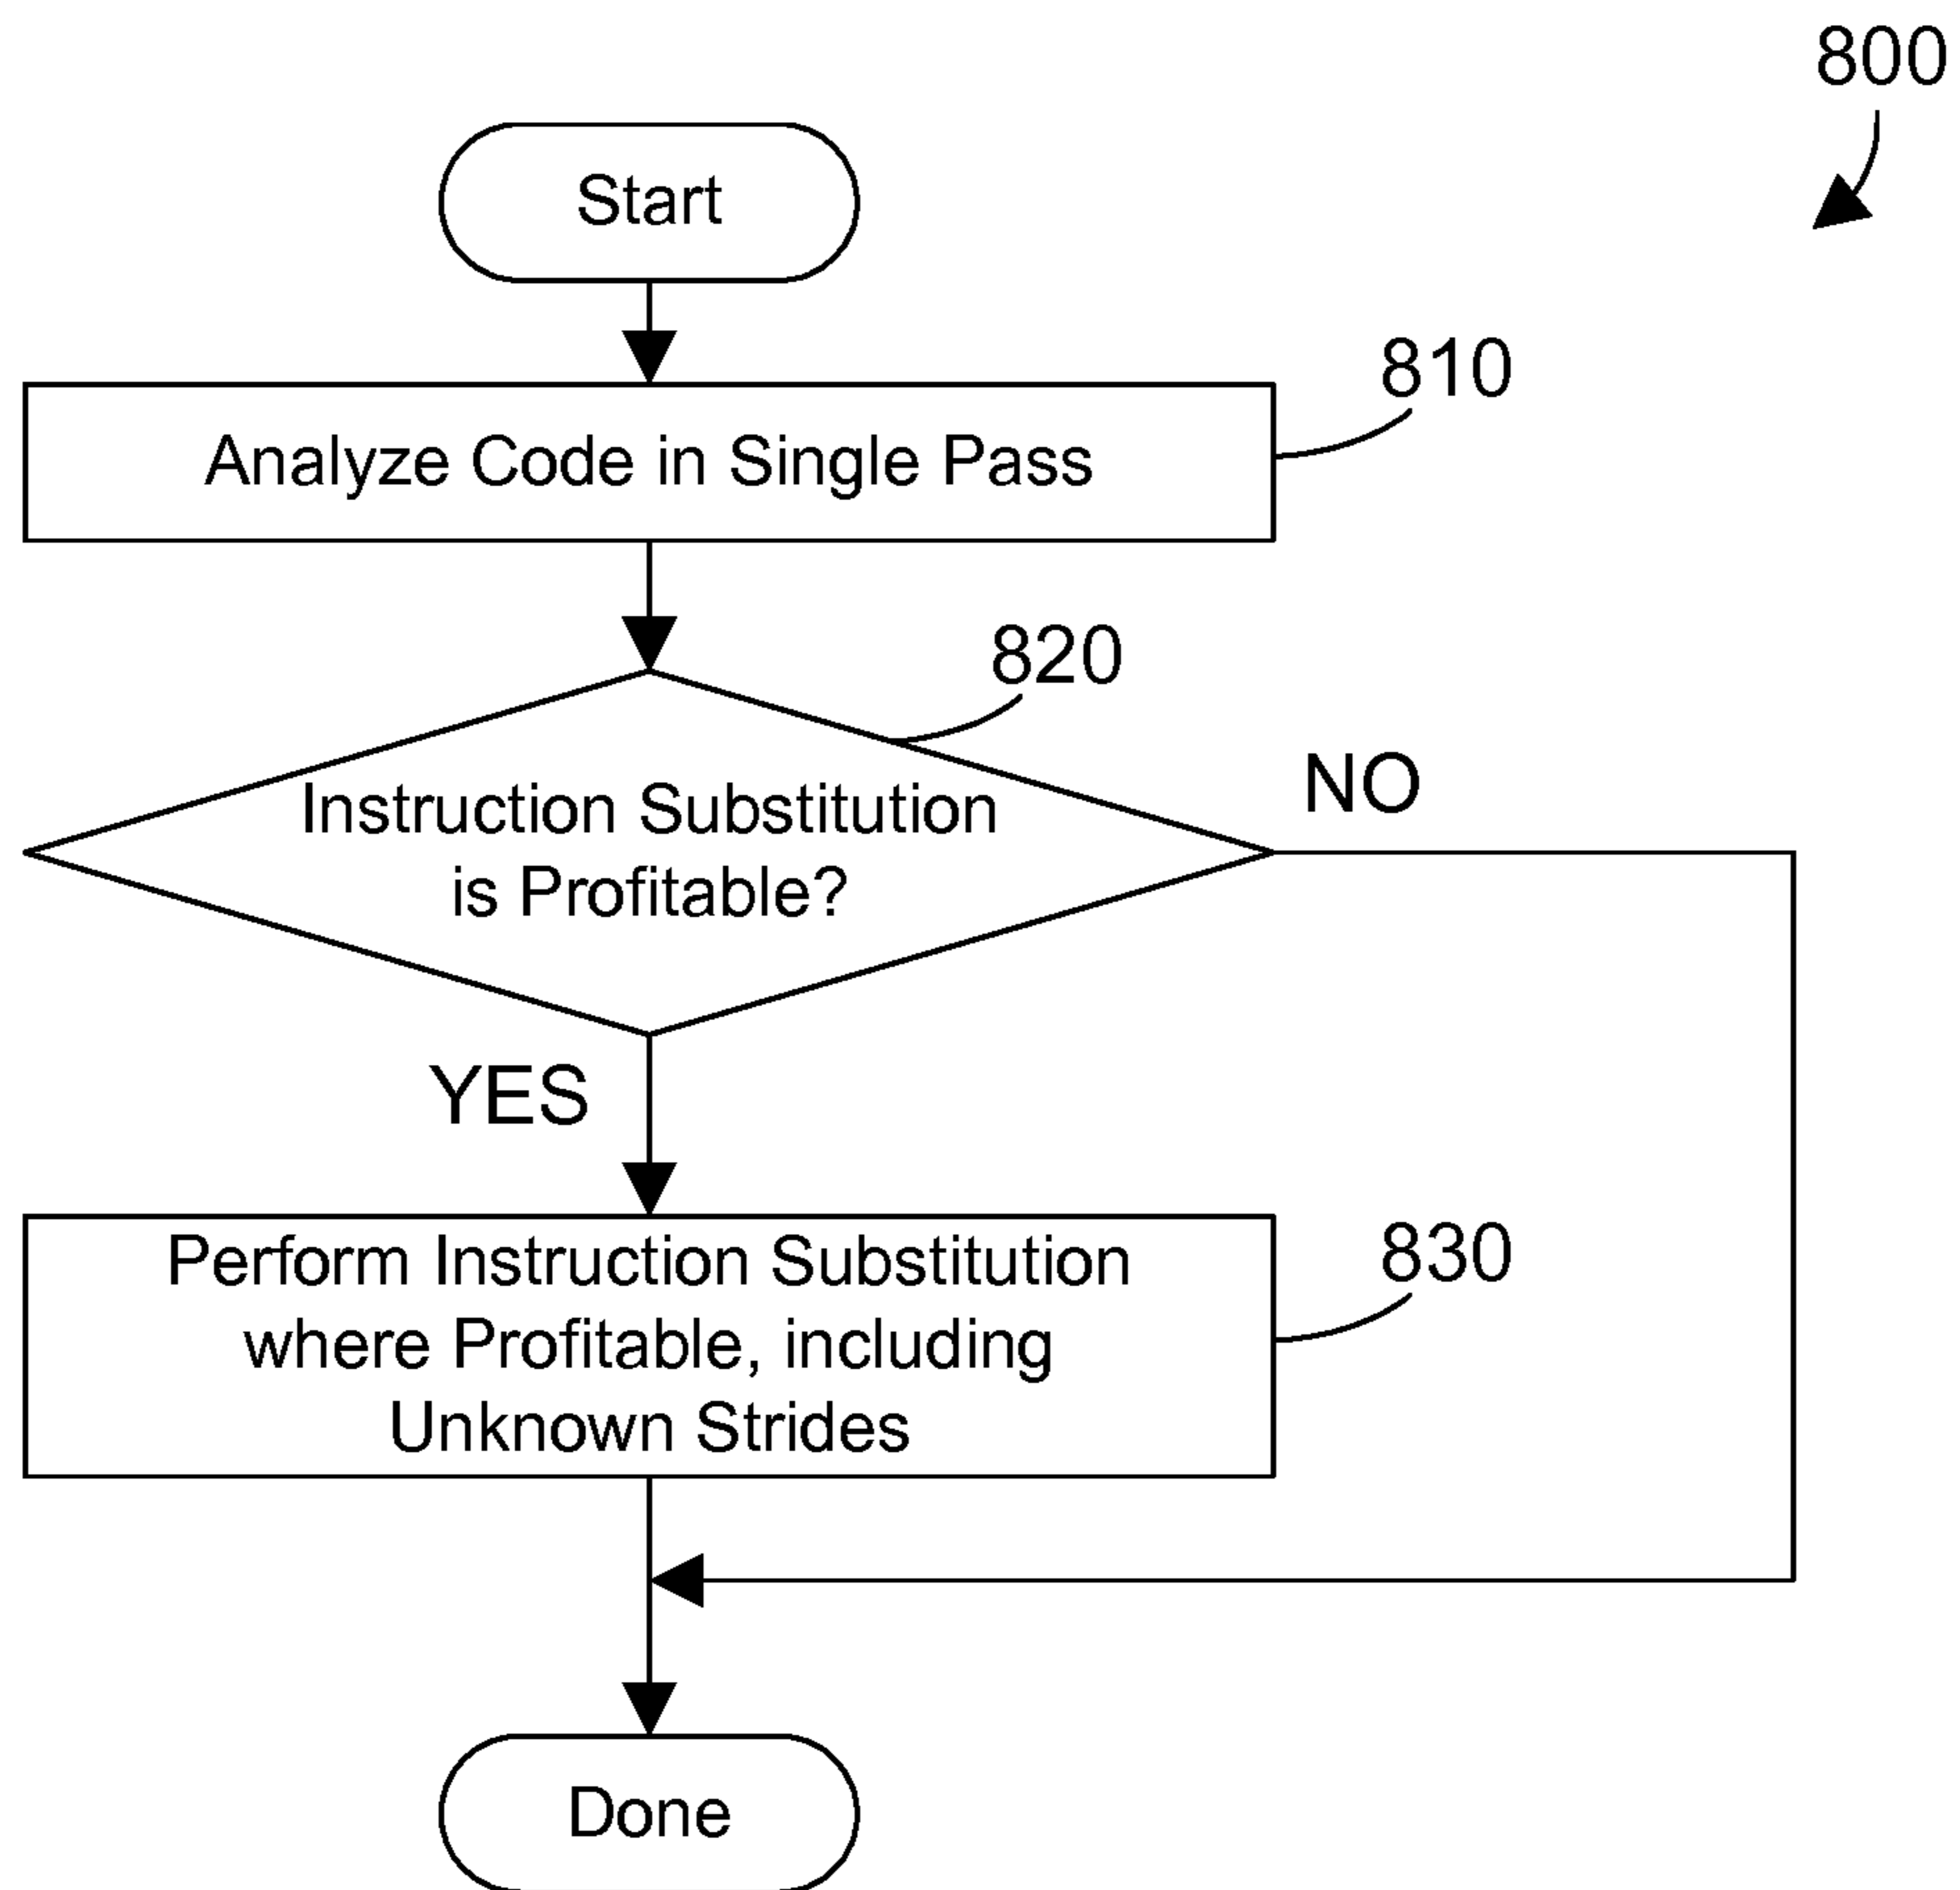 800
Start
810
Analyze Code in Single Pass
820
Instruction Substitution
is Profitable?
NO
YES
830
Perform Instruction Substitution
where Profitable, including
Unknown Strides
Done